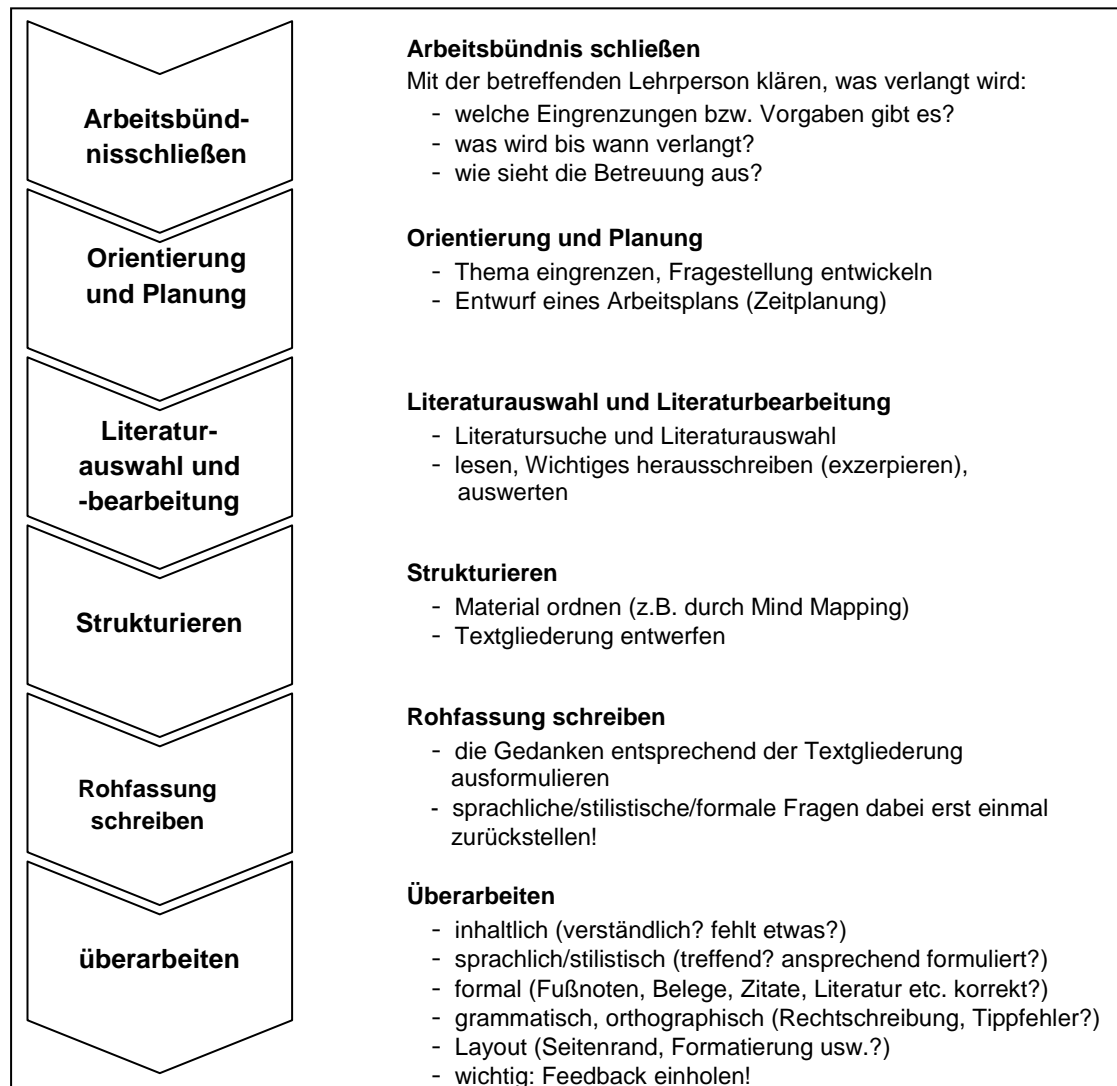 Arbeitsbünd-
nisschließen
Arbeitsbündnis schließen
Mit der betreffenden Lehrperson klären, was verlangt wird:
- welche Eingrenzungen bzw. Vorgaben gibt es?
- was wird bis wann verlangt?
- wie sieht die Betreuung aus?
Orientierung
und Planung
Orientierung und Planung
- Thema eingrenzen, Fragestellung entwickeln
- Entwurf eines Arbeitsplans (Zeitplanung)
Literatur-
auswahl und
-bearbeitung
Literaturauswahl und Literaturbearbeitung
- Literatursuche und Literaturauswahl
- lesen, Wichtiges herausschreiben (exzerpieren),
auswerten
Strukturieren
Strukturieren
- Material ordnen (z.B. durch Mind Mapping)
- Textgliederung entwerfen
Rohfassung
schreiben
Rohfassung schreiben
- die Gedanken entsprechend der Textgliederung
ausformulieren
- sprachliche/stilistische/formale Fragen dabei erst einmal
zurückstellen!
überarbeiten
Überarbeiten
- inhaltlich (verständlich? fehlt etwas?)
- sprachlich/stilistisch (treffend? ansprechend formuliert?)
- formal (Fußnoten, Belege, Zitate, Literatur etc. korrekt?)
- grammatisch, orthographisch (Rechtschreibung, Tippfehler?)
- Layout (Seitenrand, Formatierung usw.?)
- wichtig: Feedback einholen!